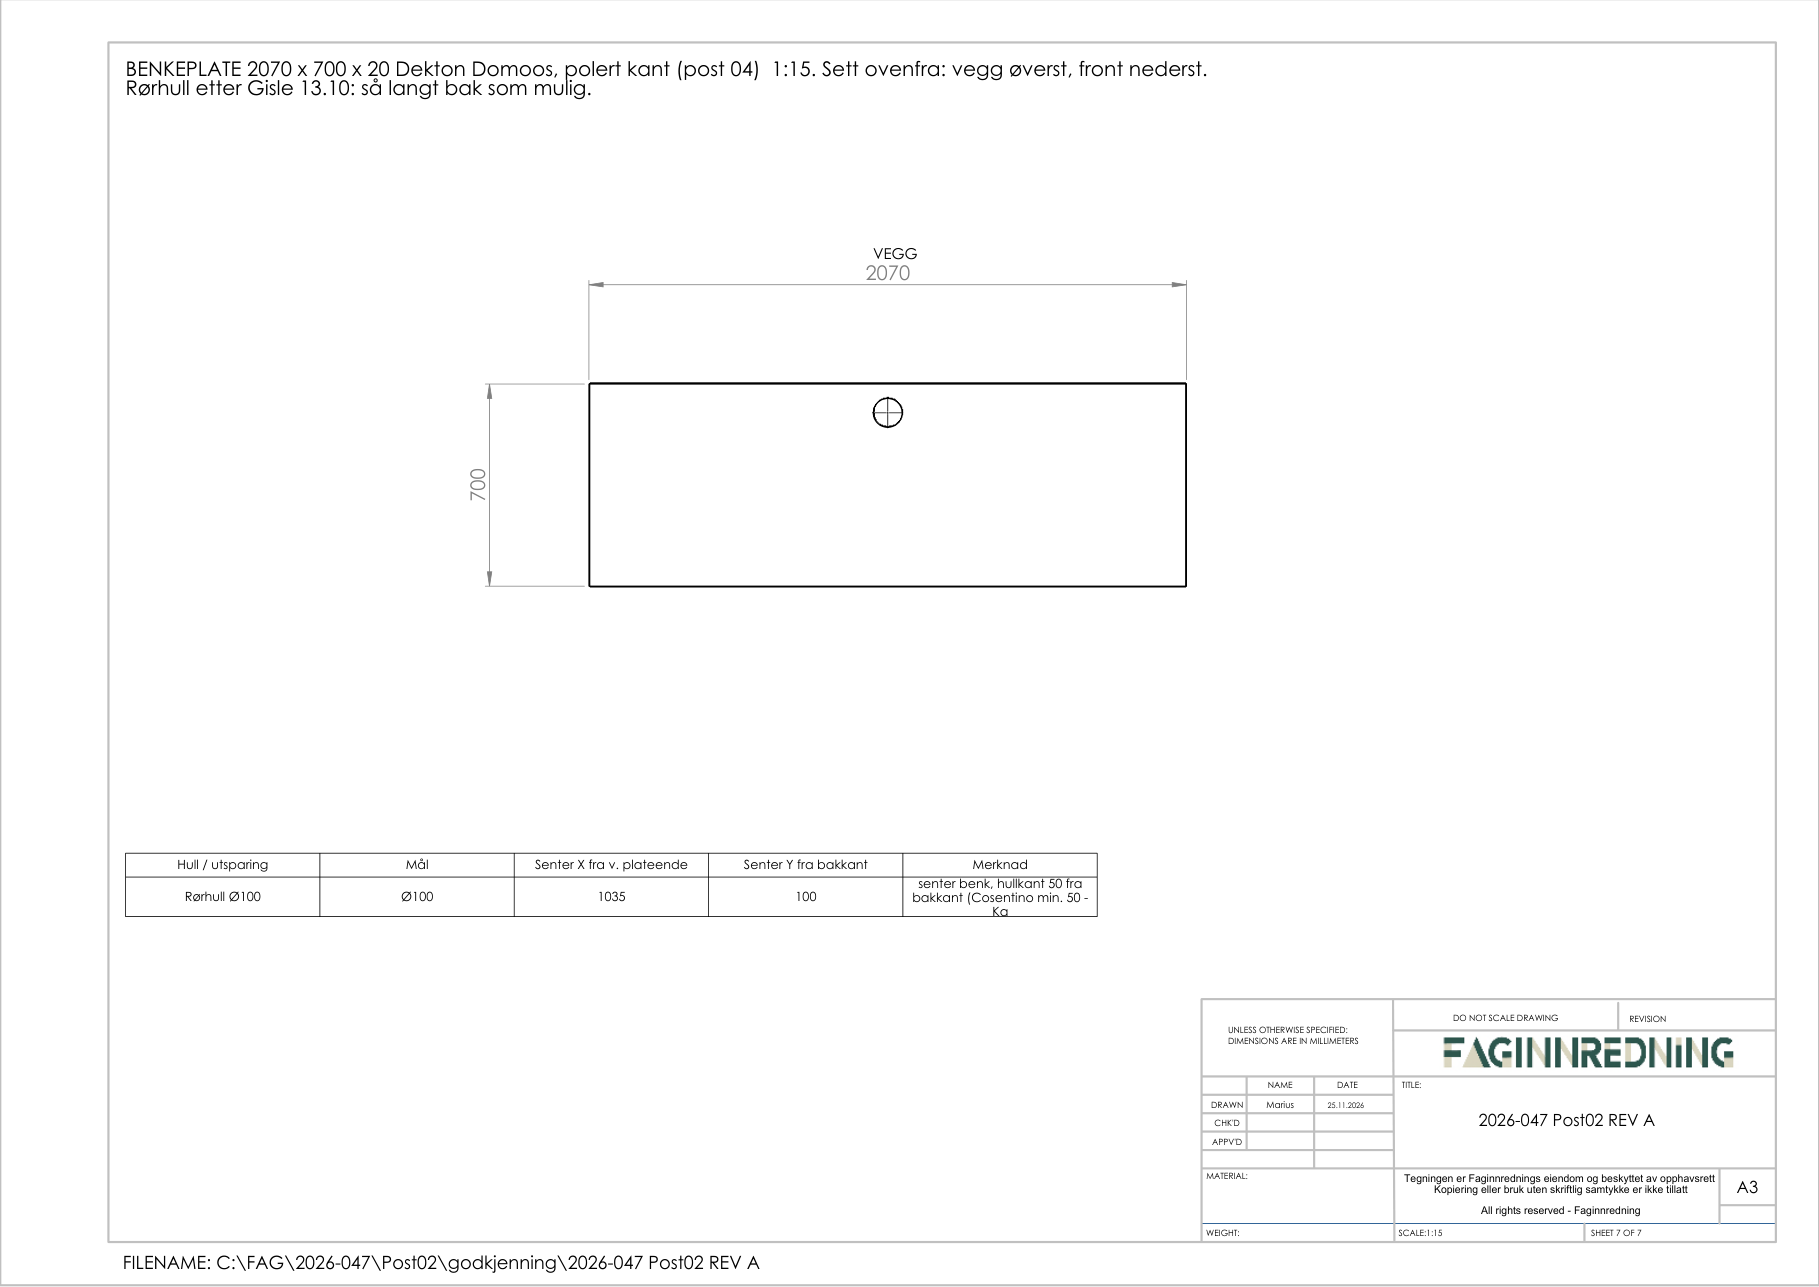 BENKEPLATE 2070 x 700 x 20 Dekton Domoos, polert kant (post 04)  1:15. Sett ovenfra: vegg øverst, front nederst.
Rørhull etter Gisle 13.10: så langt bak som mulig.
VEGG
2070
700
Hull / utsparing
Mål
Senter X fra v. plateende
Senter Y fra bakkant
Merknad
Rørhull Ø100
Ø100
1035
100
senter benk, hullkant 50 fra
bakkant (Cosentino min. 50 -
Ka
UNLESS OTHERWISE SPECIFIED:
DIMENSIONS ARE IN MILLIMETERS
DO NOT SCALE DRAWING
REVISION
FAGINNREDNiNG
NAME
DATE
TITLE:
DRAWN
Marius
25.11.2026
CHK'D
APPV'D
2026-047 Post02 REV A
MATERIAL:
Tegningen er Faginnrednings eiendom og beskyttet av opphavsrett
Kopiering eller bruk uten skriftlig samtykke er ikke tillatt
All rights reserved - Faginnredning
A3
WEIGHT:
SCALE:1:15
SHEET 7 OF 7
FILENAME: C:\FAG\2026-047\Post02\godkjenning\2026-047 Post02 REV A